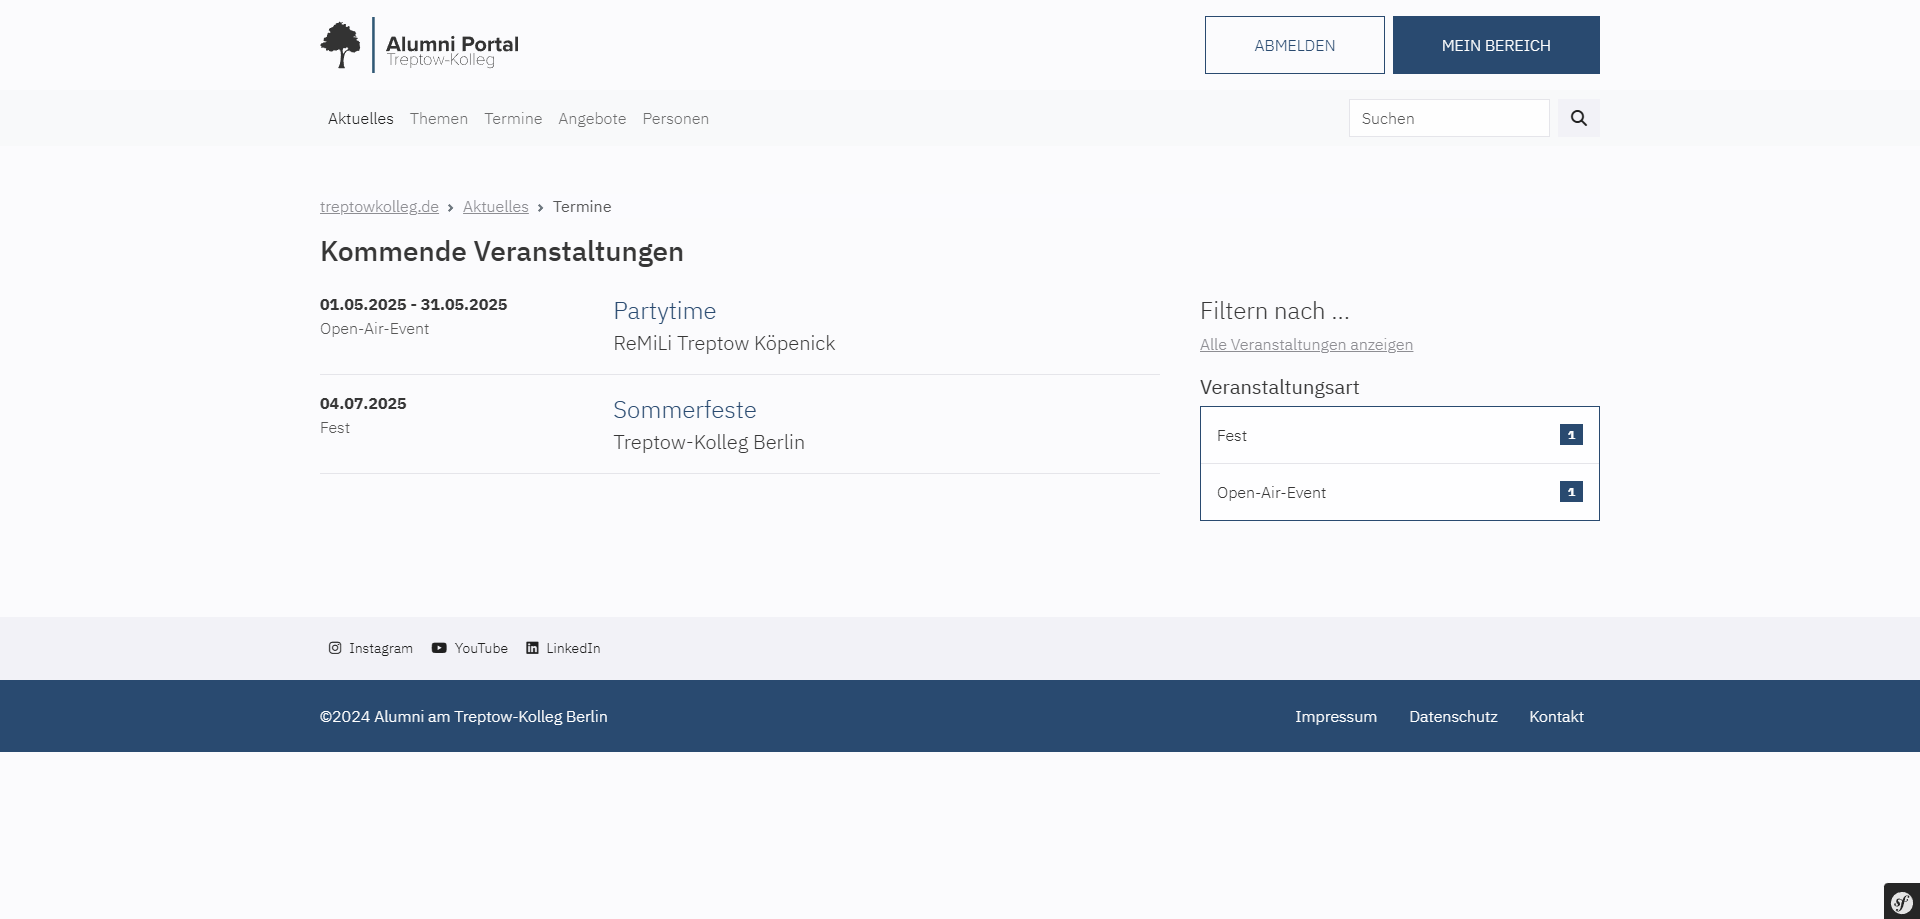 Alumni Portal
Treptow-Kolleg
ABMELDEN
MEIN BEREICH
Aktuelles Themen Termine Angebote Personen
Suchen
treptowkolleg.de › Aktuelles › Termine
Kommende Veranstaltungen
01.05.2025 - 31.05.2025
Open-Air-Event
Partytime
ReMiLi Treptow Köpenick
04.07.2025
Fest
Sommerfeste
Treptow-Kolleg Berlin
Filtern nach ...
Alle Veranstaltungen anzeigen
Veranstaltungsart
Fest 1
Open-Air-Event 1
Instagram YouTube LinkedIn
©2024 Alumni am Treptow-Kolleg Berlin
Impressum Datenschutz Kontakt
sf